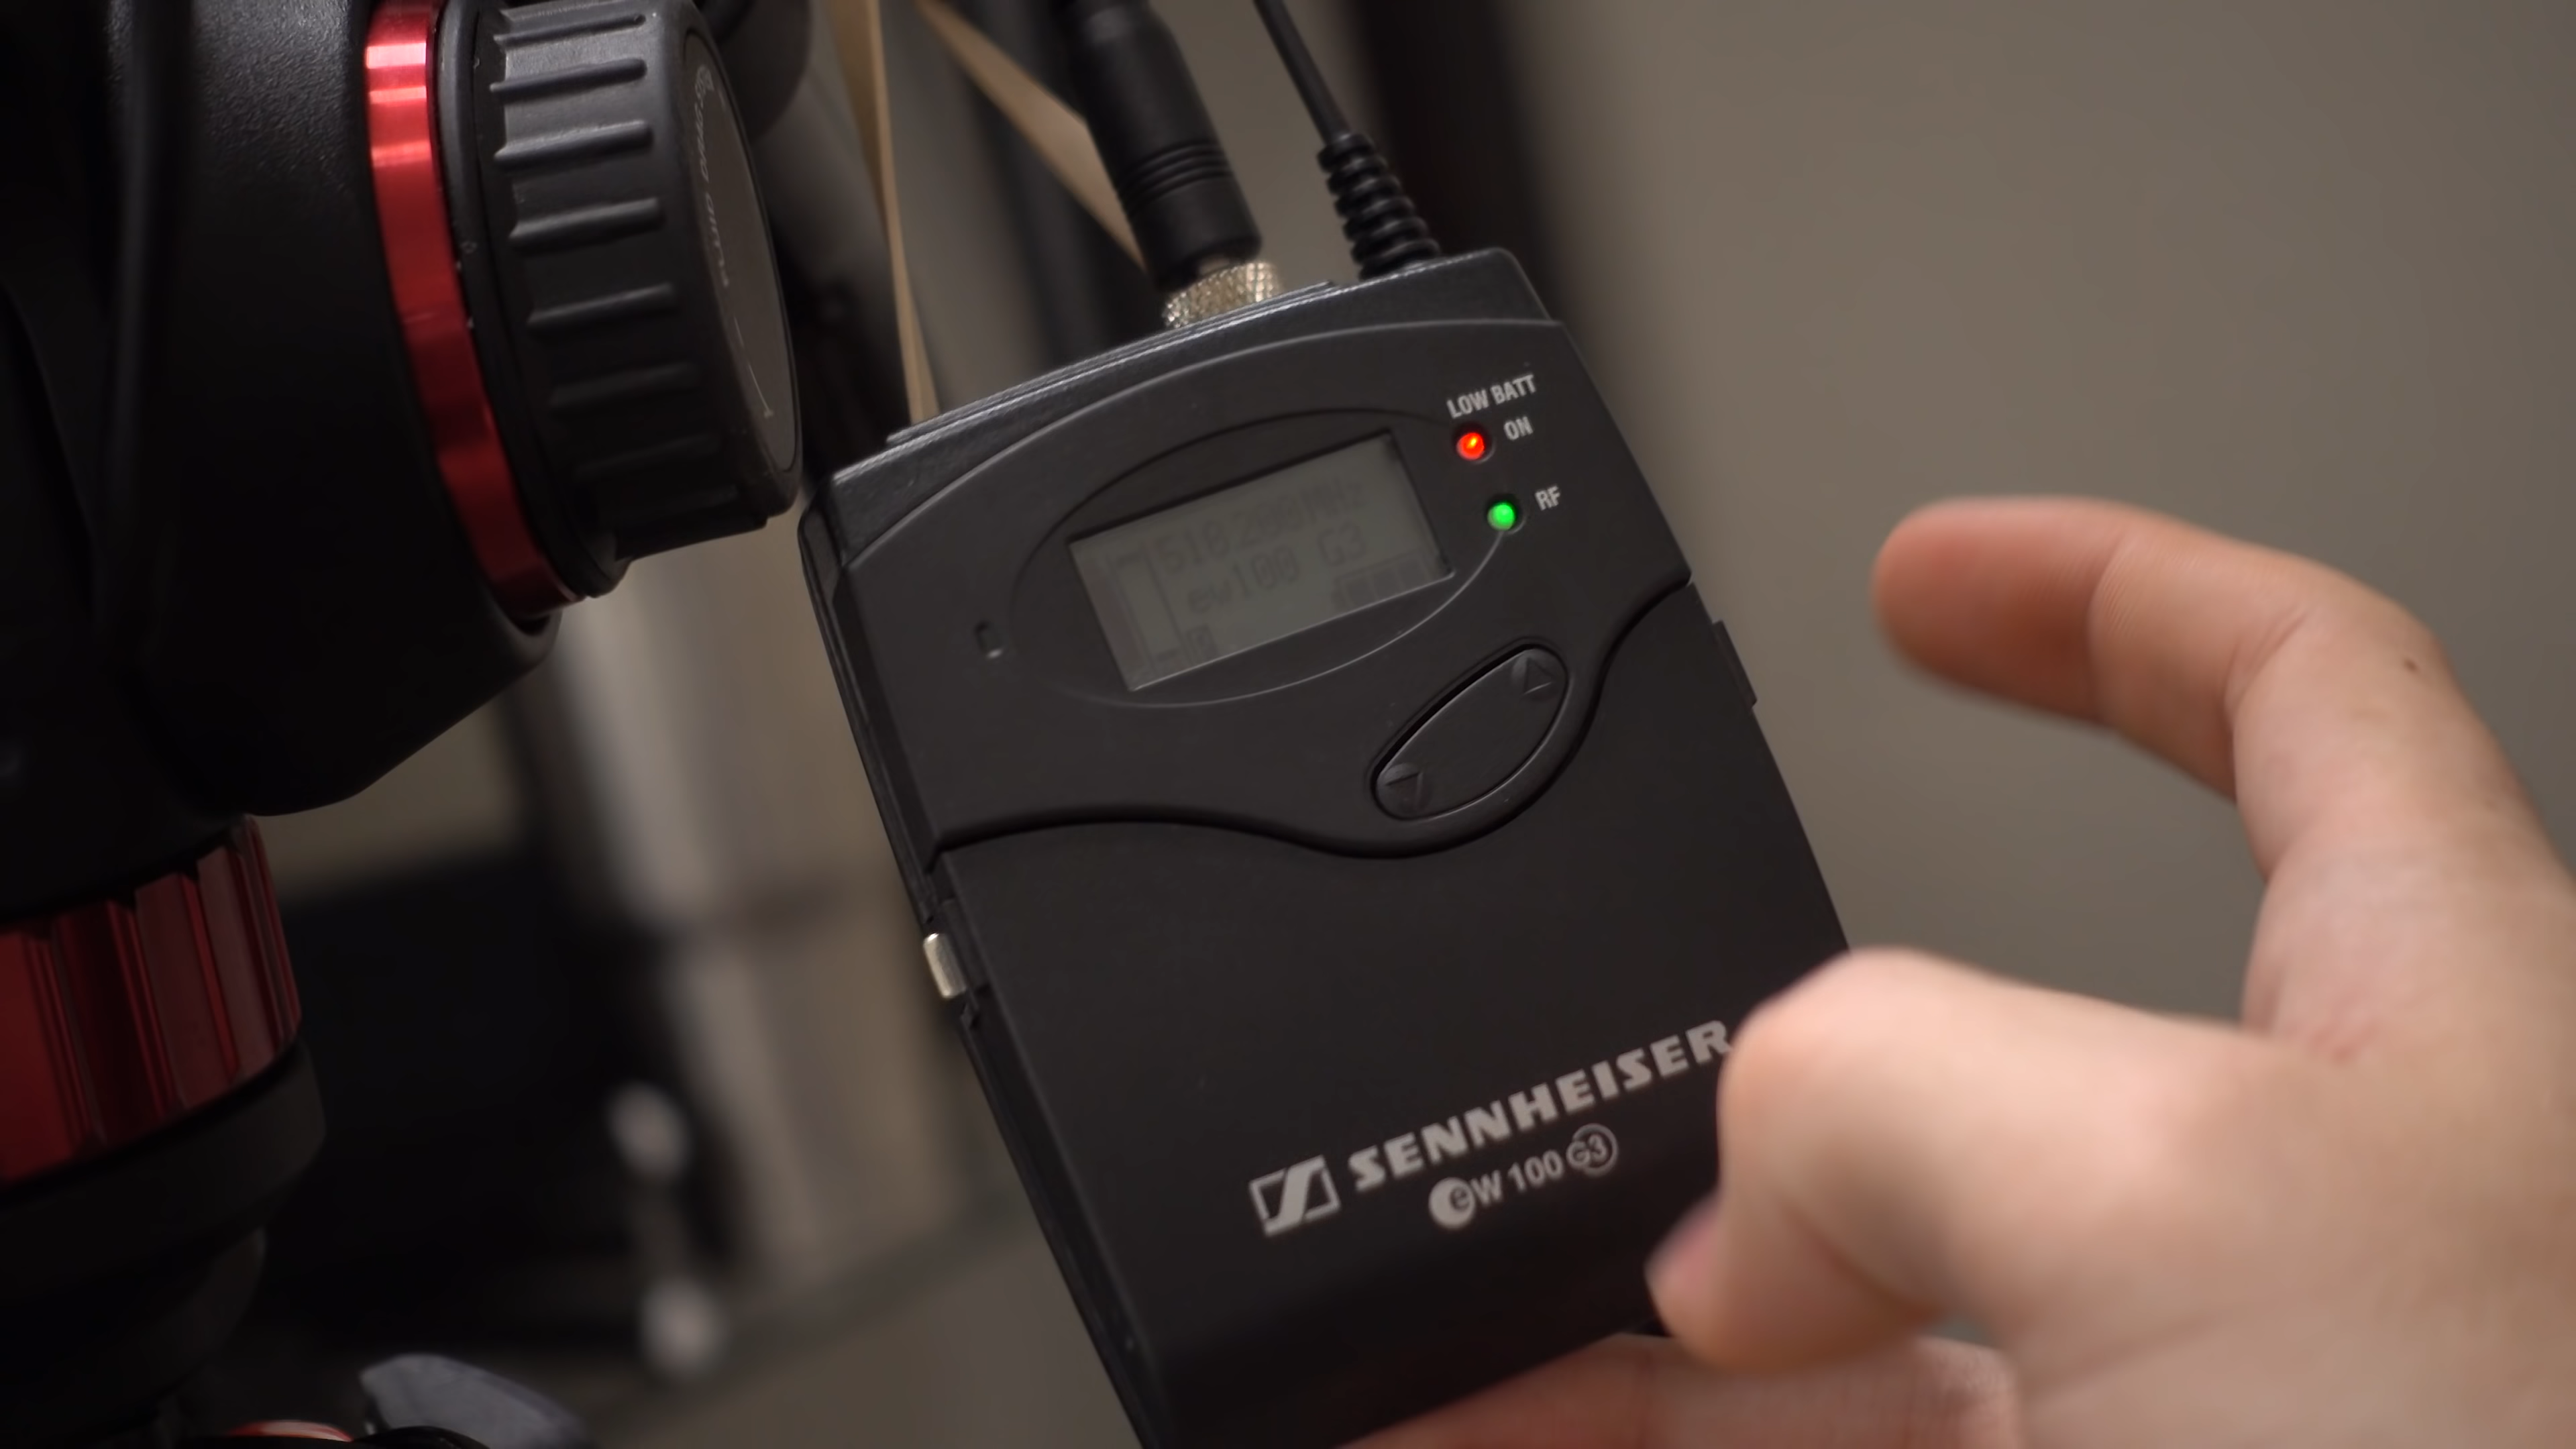 LOW BATT
ON
RF
ew100 G3
SENNHEISER
ew 100 G3